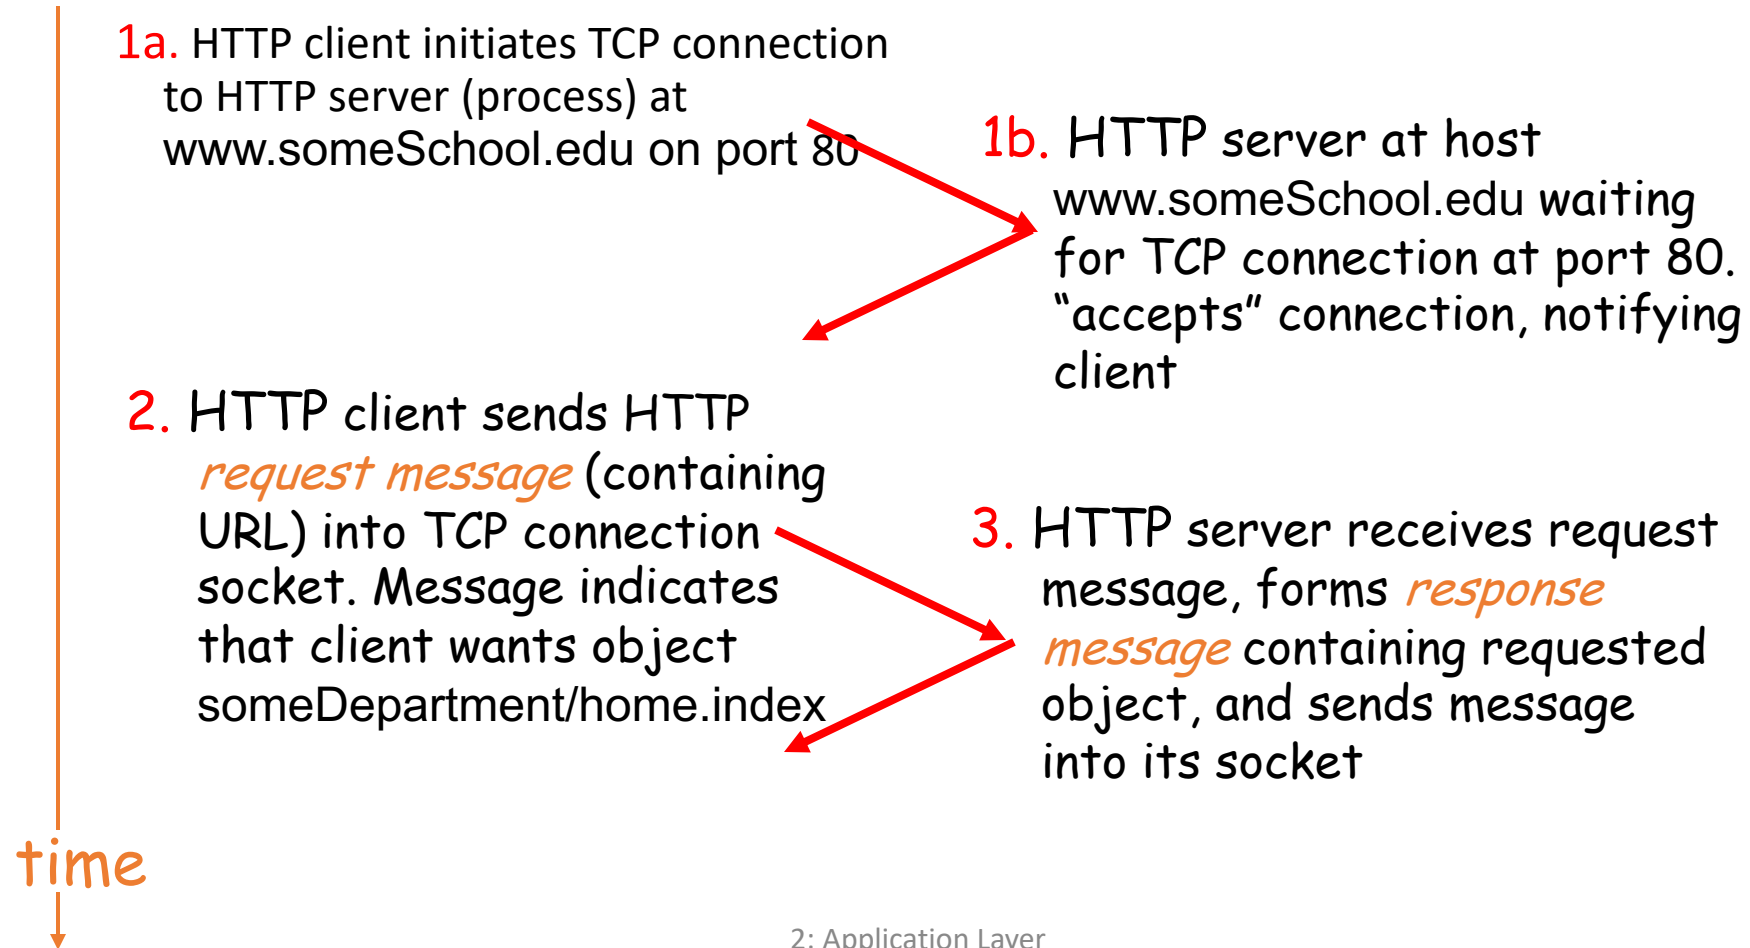 1a. HTTP client initiates TCP connection
to HTTP server (process) at
www.someSchool.edu on port 80
1b. HTTP server at host
www.someSchool.edu waiting
for TCP connection at port 80.
“accepts” connection, notifying
client
2. HTTP client sends HTTP
request message (containing
URL) into TCP connection
socket. Message indicates
that client wants object
someDepartment/home.index
3. HTTP server receives request
message, forms response
message containing requested
object, and sends message
into its socket
time
2: Application Layer